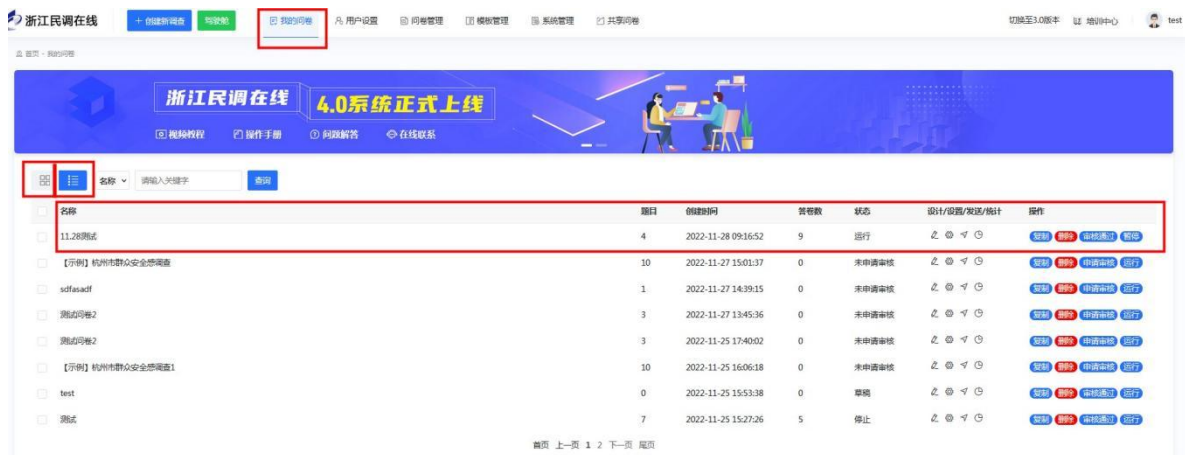 浙江民调在线 + 创建新调查 驾驶舱 我的问卷 用户设置 问卷管理 模板管理 系统管理 共享问卷 切换至3.0版本 培训中心 test
首页 - 我的问卷
浙江民调在线 4.0系统正式上线
视频教程 操作手册 问题解答 在线联系
名称 请输入关键字 查询
名称 题目 创建时间 答卷数 状态 设计/设置/发送/统计 操作
11.28测试 4 2022-11-28 09:16:52 9 运行 复制 删除 审核通过 暂停
【示例】杭州市群众安全感调查 10 2022-11-27 15:01:37 0 未申请审核 复制 删除 申请审核 运行
sdfasadf 1 2022-11-27 14:39:15 0 未申请审核 复制 删除 申请审核 运行
测试问卷2 3 2022-11-27 13:45:36 0 未申请审核 复制 删除 申请审核 运行
测试问卷2 3 2022-11-25 17:40:02 0 未申请审核 复制 删除 申请审核 运行
【示例】杭州市群众安全感调查1 10 2022-11-25 16:06:18 0 未申请审核 复制 删除 申请审核 运行
test 0 2022-11-25 15:53:38 0 草稿 复制 删除 审核通过 运行
测试 7 2022-11-25 15:27:26 5 停止 复制 删除 审核通过 运行
首页 上一页 1 2 下一页 尾页